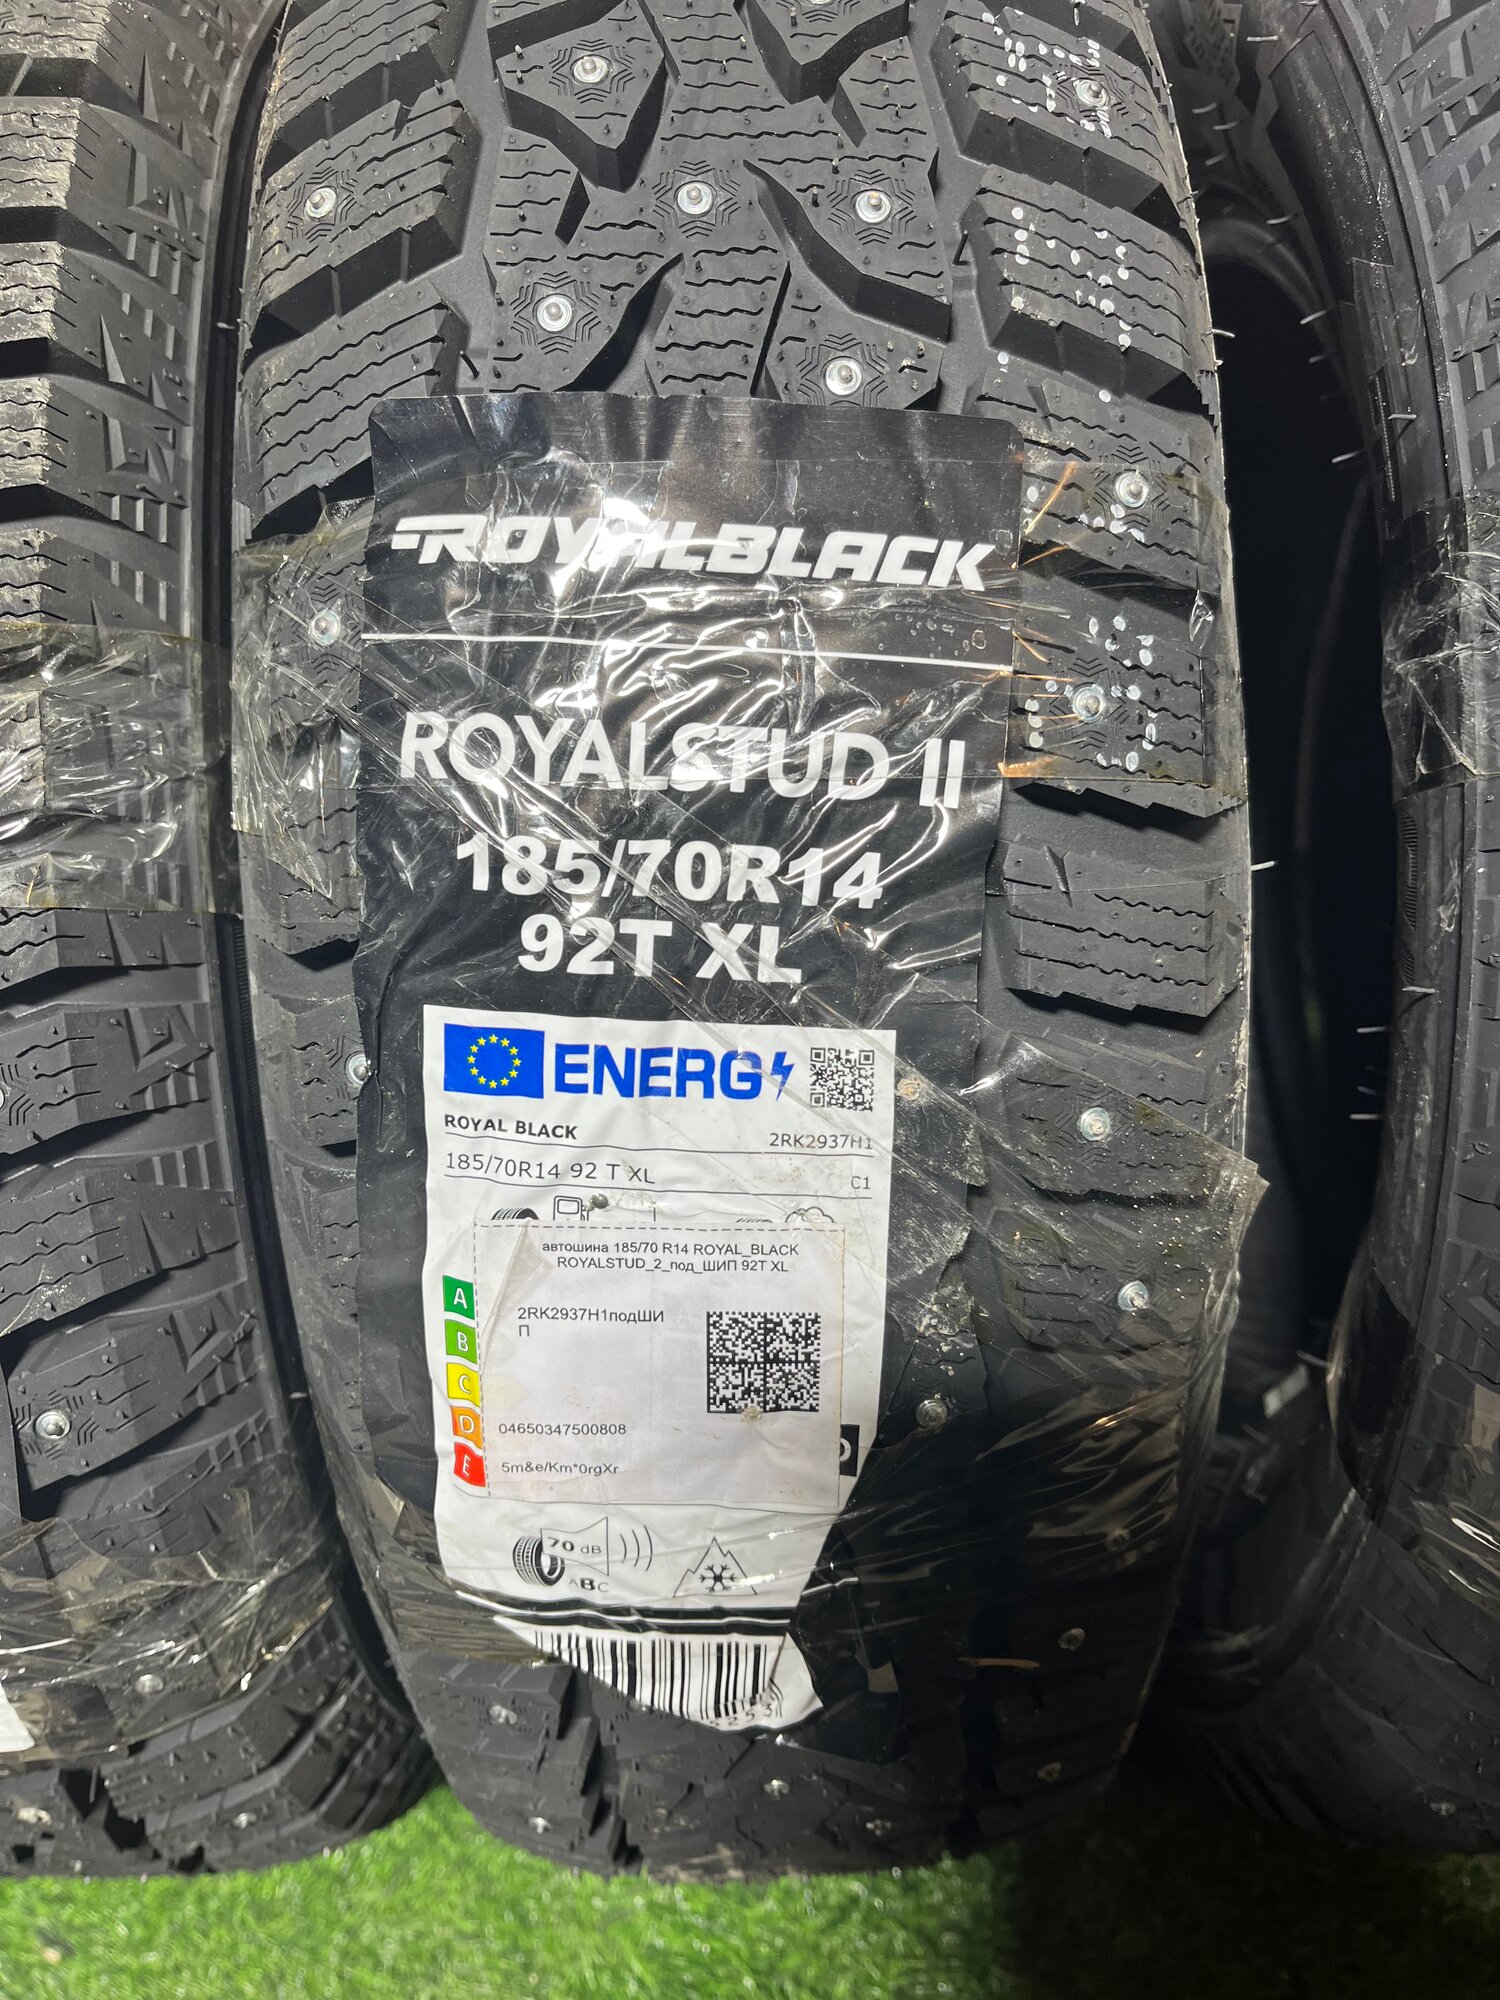 ROYALBLACK
ROYALSTUD II
185/70R14
92T XL
ENERG
ROYAL BLACK
2RK2937H1
185/70R14 92 T XL
C1
автошина 185/70 R14 ROYAL_BLACK
ROYALSTUD_2_под_ШИП 92T XL
2RK2937H1подШИ
П
A
B
C
D
E
04650347500808
5m&e/Km*0rgXr
70 dB
ABC